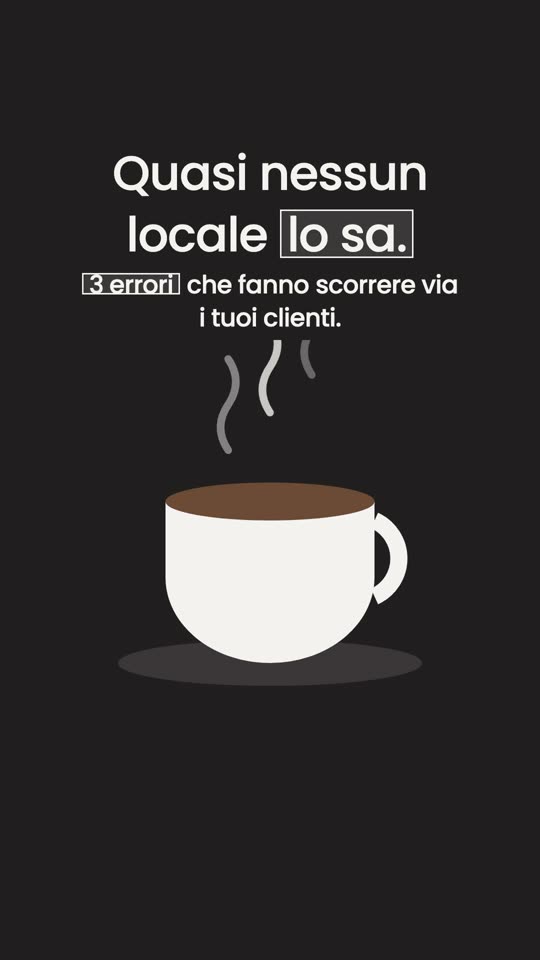 Quasi nessun
locale lo sa.
3 errori che fanno scorrere via
i tuoi clienti.